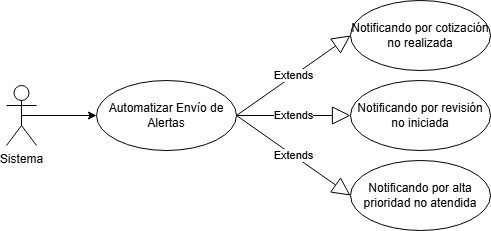 Notificando por cotización
no realizada
Extends
Automatizar Envío de
Alertas
Extends
Notificando por revisión
no iniciada
Extends
Sistema
Notificando por alta
prioridad no atendida